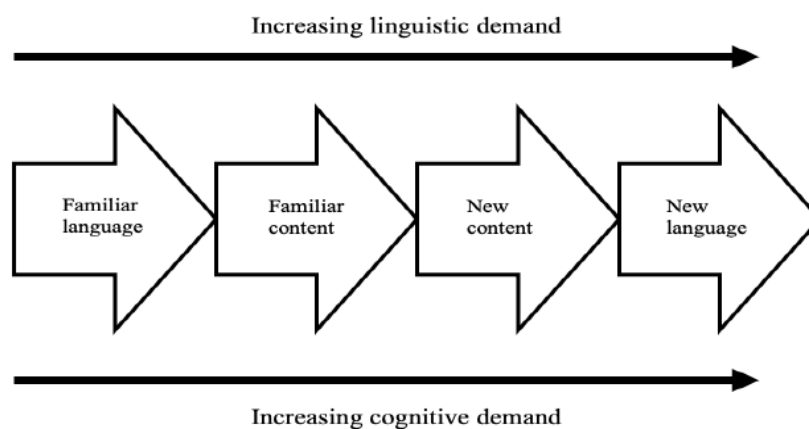 Increasing linguistic demand
Familiar
language
Familiar
content
New
content
New
language
Increasing cognitive demand